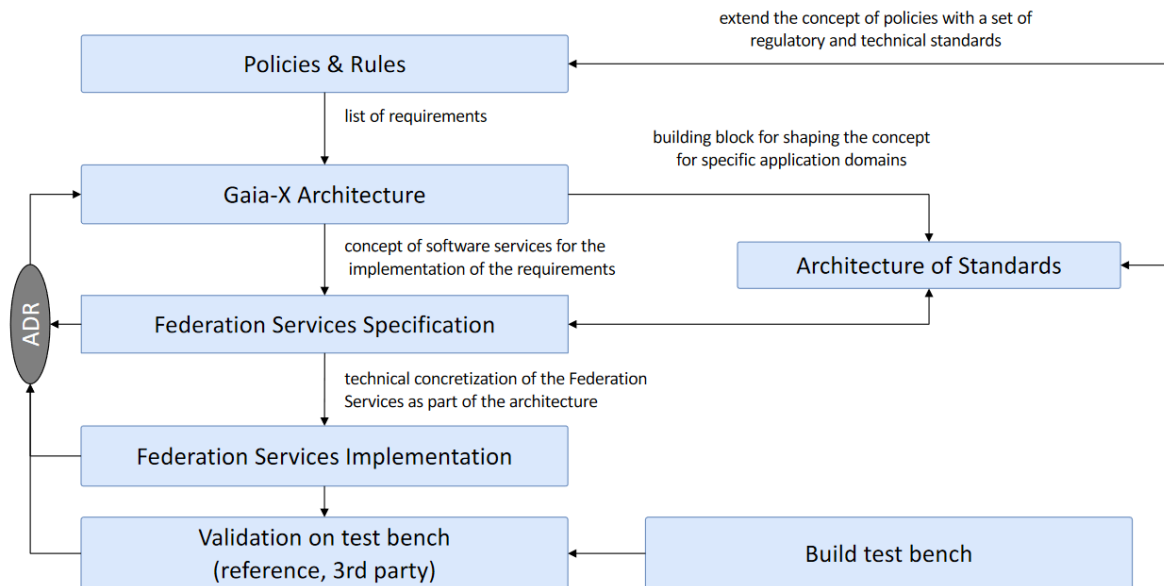 extend the concept of policies with a set of
regulatory and technical standards
Policies & Rules
list of requirements
building block for shaping the concept
for specific application domains
Gaia-X Architecture
concept of software services for the
implementation of the requirements
Architecture of Standards
ADR
Federation Services Specification
technical concretization of the Federation
Services as part of the architecture
Federation Services Implementation
Validation on test bench
(reference, 3rd party)
Build test bench